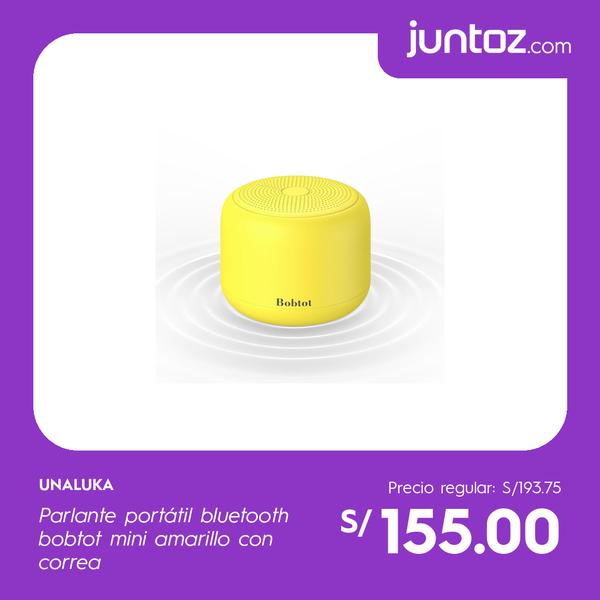 juntoz.com
Bobtot
UNALUKA
Parlante portátil bluetooth
bobtot mini amarillo con
correa
Precio regular: S/193.75
S/155.00